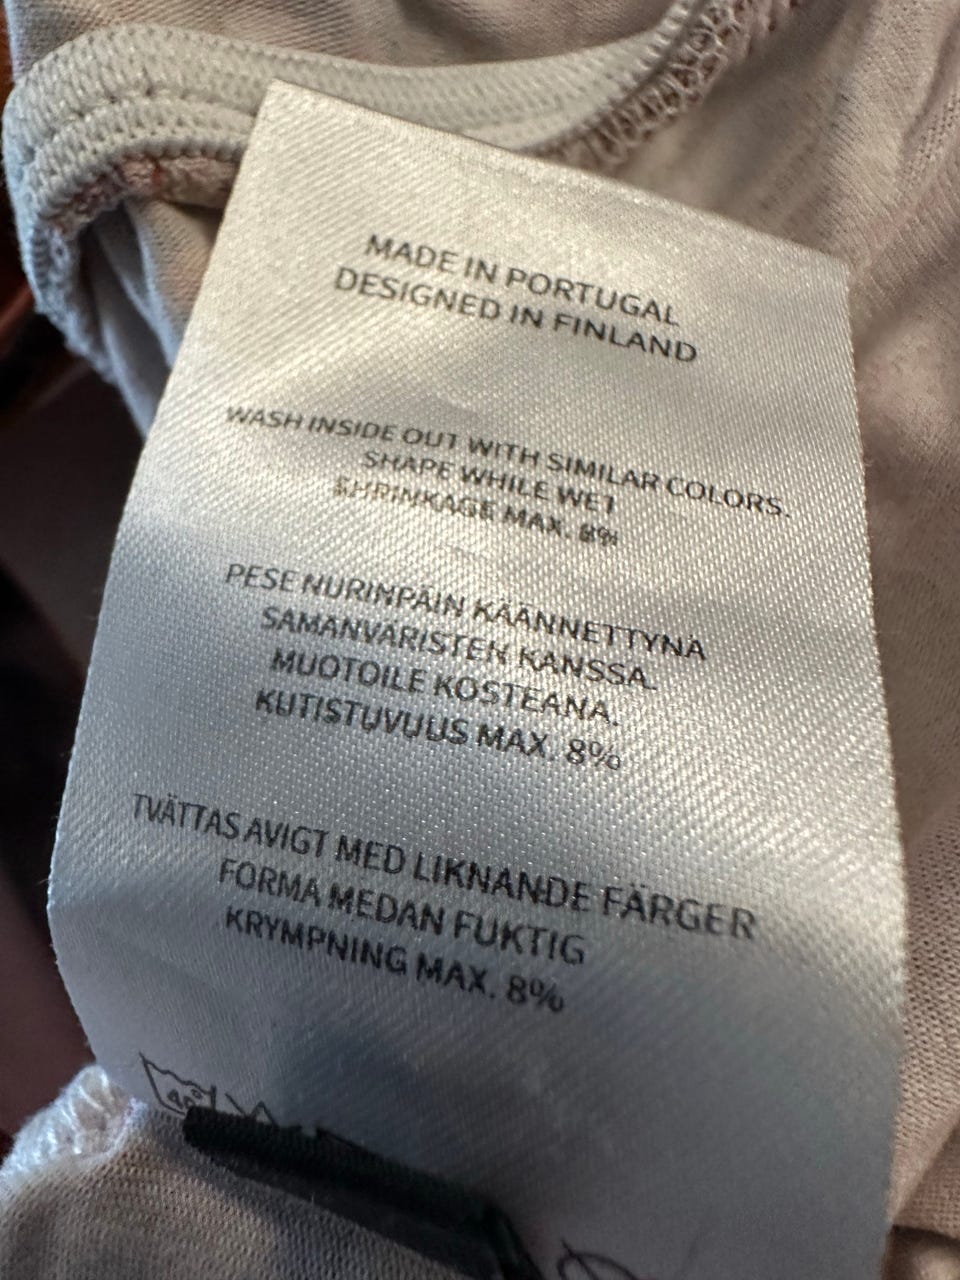 MADE IN PORTUGAL
DESIGNED IN FINLAND
WASH INSIDE OUT WITH SIMILAR COLORS.
SHAPE WHILE WET
SHRINKAGE MAX. 8%
PESE NURINPÄIN KÄÄNNETTYNÄ
SAMANVÄRISTEN KANSSA.
MUOTOILE KOSTEANA.
KUTISTUVUUS MAX. 8%
TVÄTTAS AVIGT MED LIKNANDE FÄRGER
FORMA MEDAN FUKTIG
KRYMPNING MAX. 8%